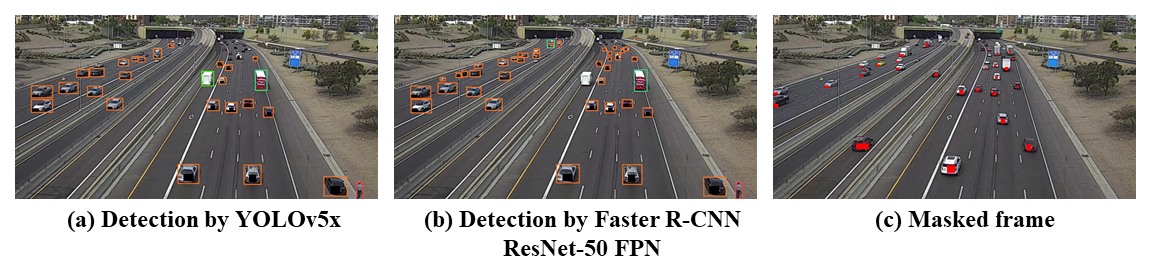 (a) Detection by YOLOv5x
(b) Detection by Faster R-CNN
ResNet-50 FPN
(c) Masked frame